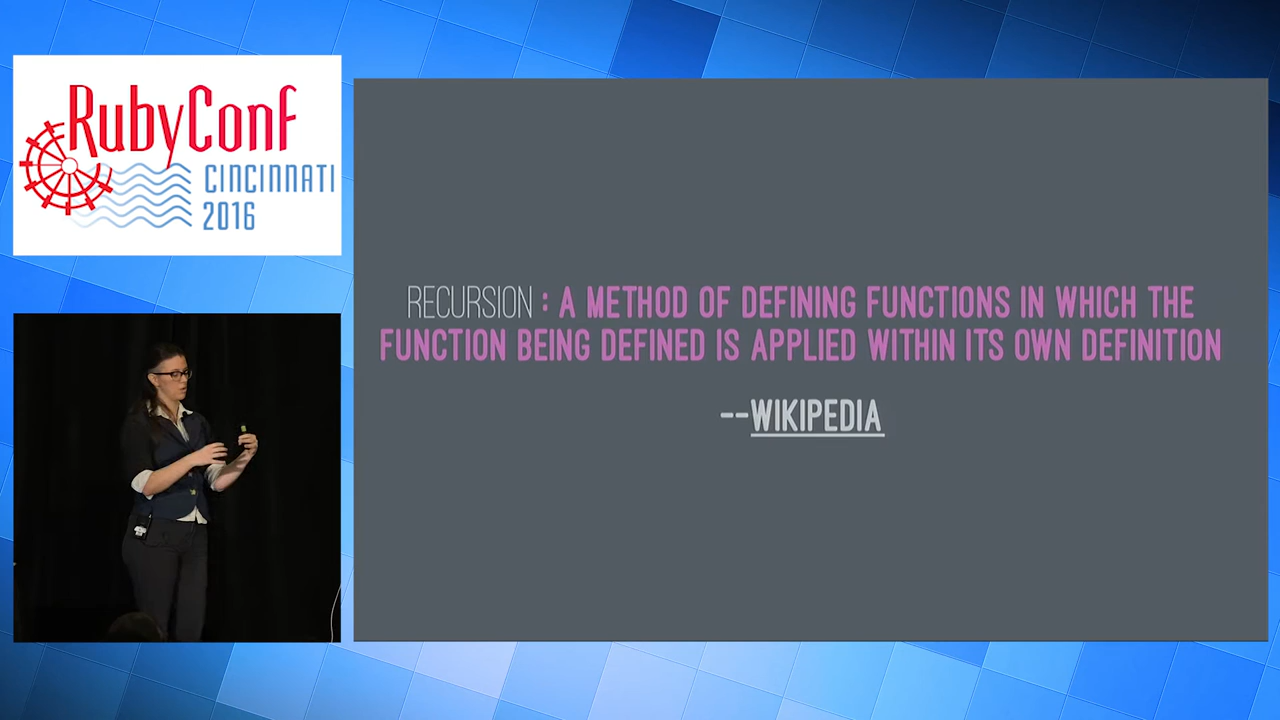 RubyConf
CINCINNATI
2016
RECURSION : A METHOD OF DEFINING FUNCTIONS IN WHICH THE
FUNCTION BEING DEFINED IS APPLIED WITHIN ITS OWN DEFINITION
--WIKIPEDIA